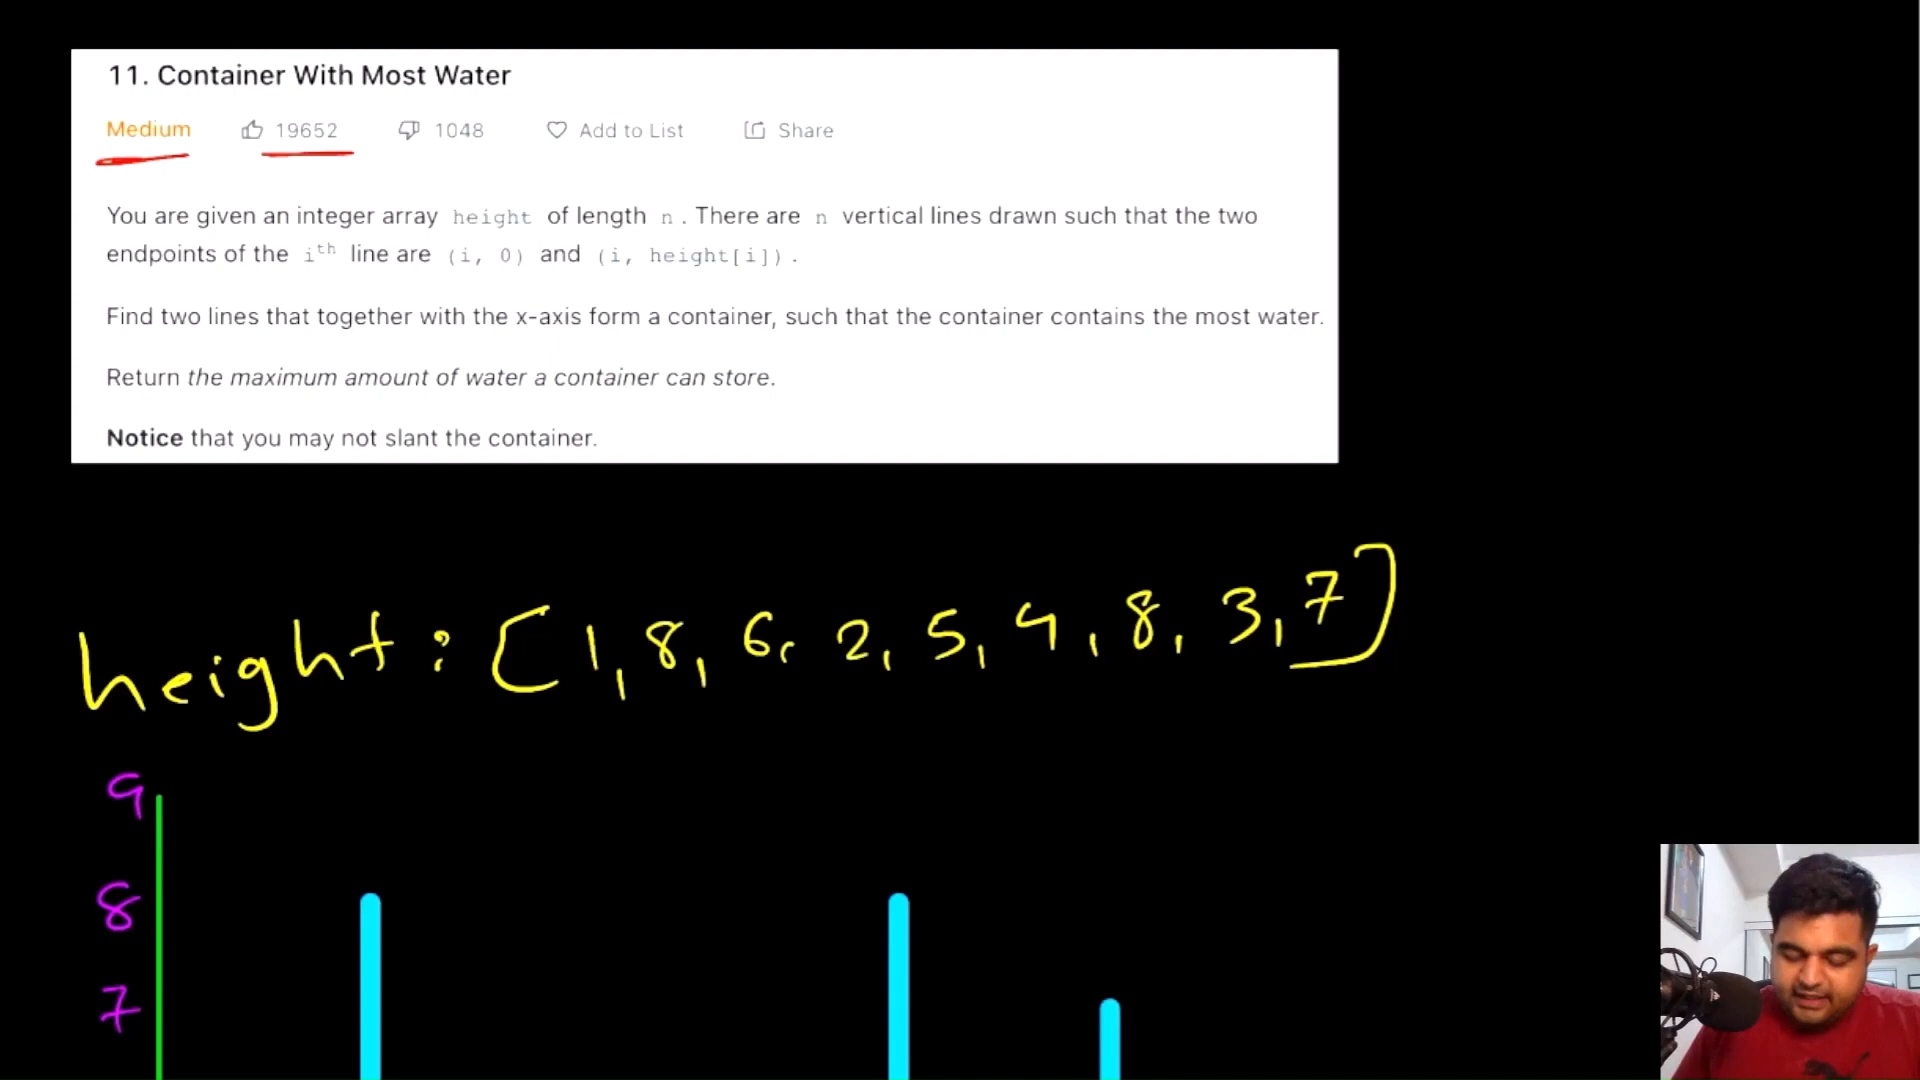 11. Container With Most Water
Medium 19652 1048 Add to List Share
You are given an integer array height of length n. There are n vertical lines drawn such that the two
endpoints of the ith line are (i, 0) and (i, height[i]).
Find two lines that together with the x-axis form a container, such that the container contains the most water.
Return the maximum amount of water a container can store.
Notice that you may not slant the container.
height: [1, 8, 6, 2, 5, 4, 8, 3, 7]
9
8
7